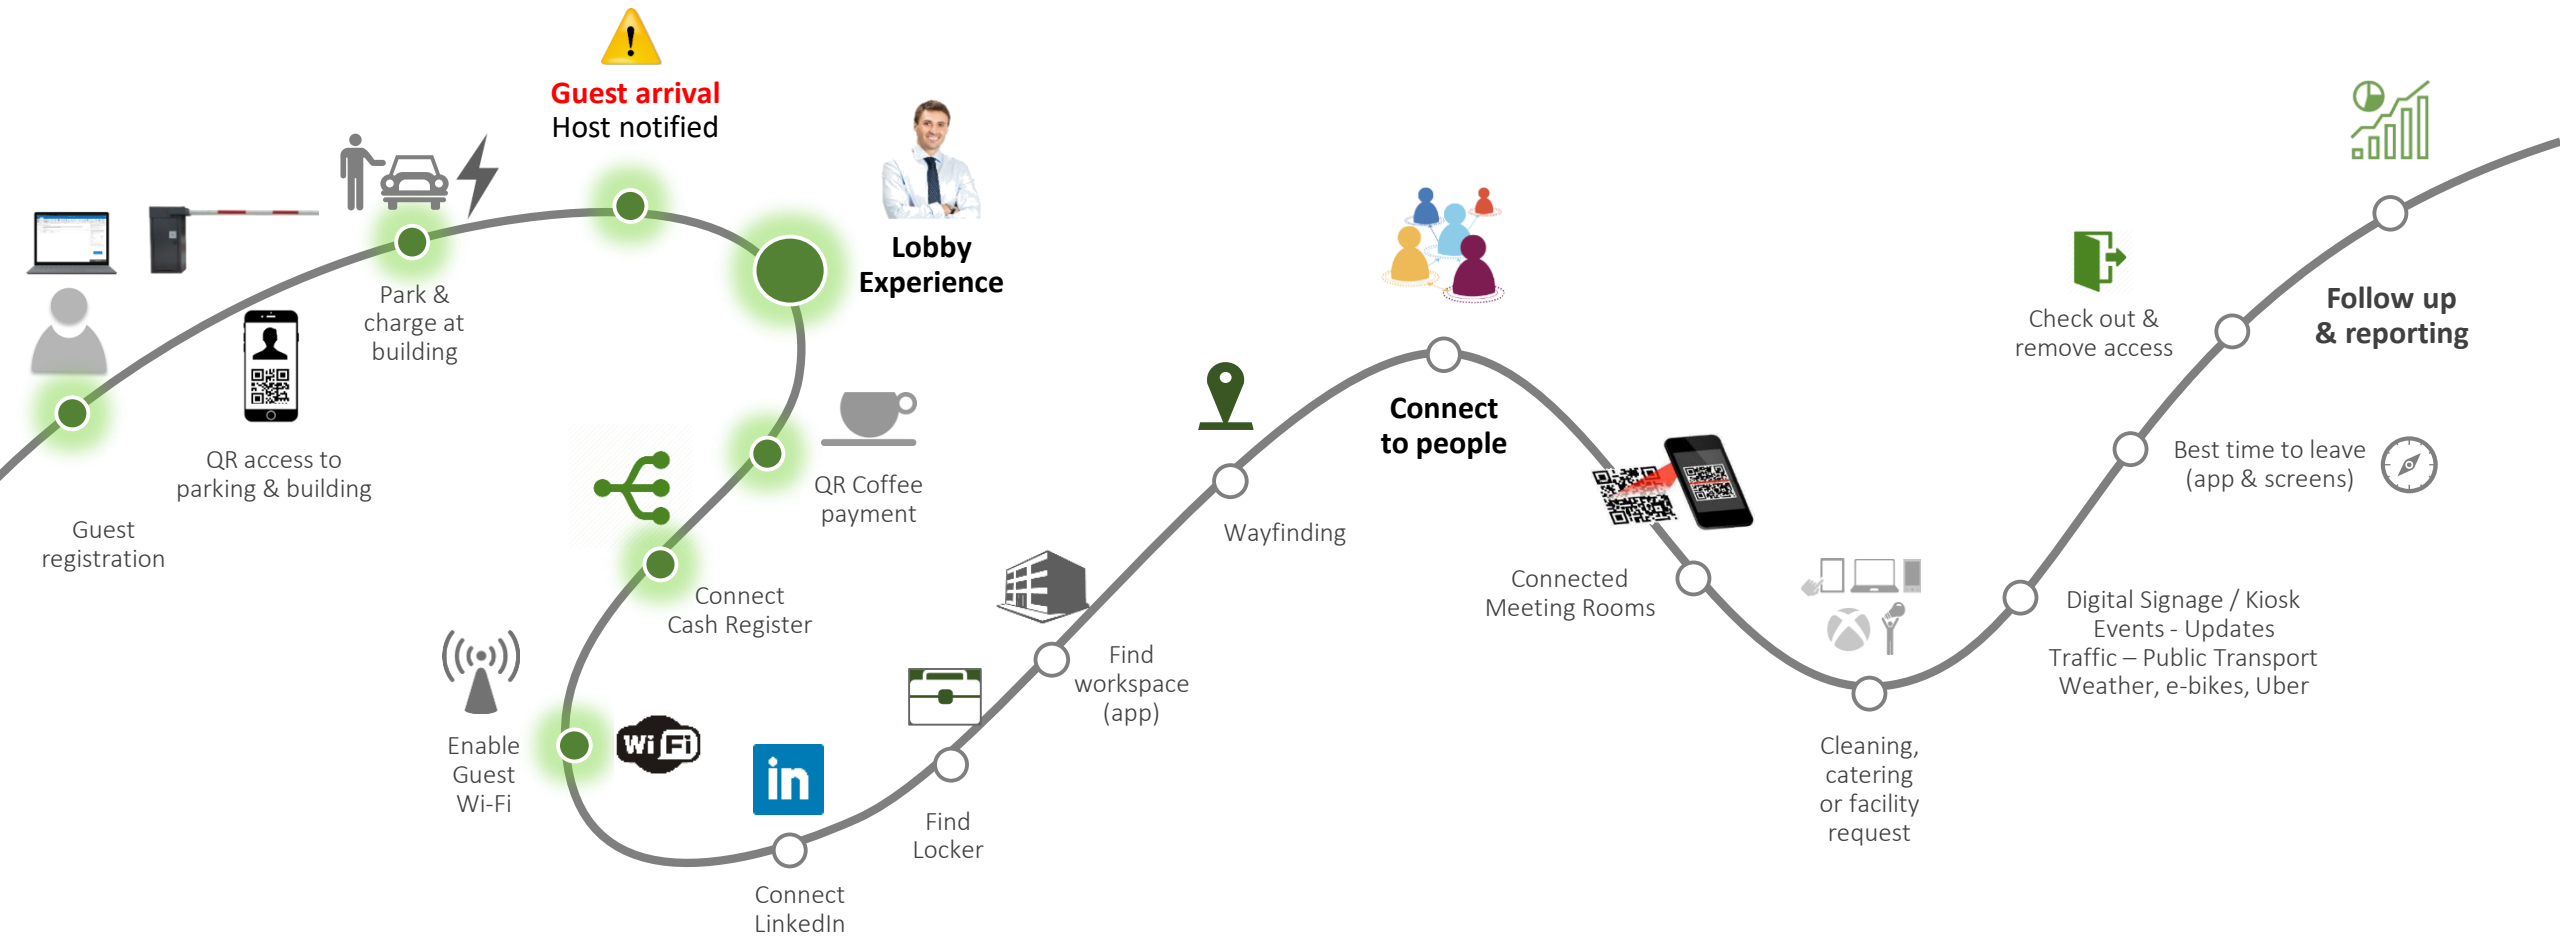 Guest arrival
Host notified
Lobby
Experience
Park &
charge at
building
QR access to
parking & building
Guest
registration
QR Coffee
payment
Connect
Cash Register
Enable
Guest
Wi-Fi
Wi Fi
in
Connect
LinkedIn
Find
Locker
Find
workspace
(app)
Wayfinding
Connect
to people
Connected
Meeting Rooms
Cleaning,
catering
or facility
request
Digital Signage / Kiosk
Events - Updates
Traffic – Public Transport
Weather, e-bikes, Uber
Best time to leave
(app & screens)
Check out &
remove access
Follow up
& reporting